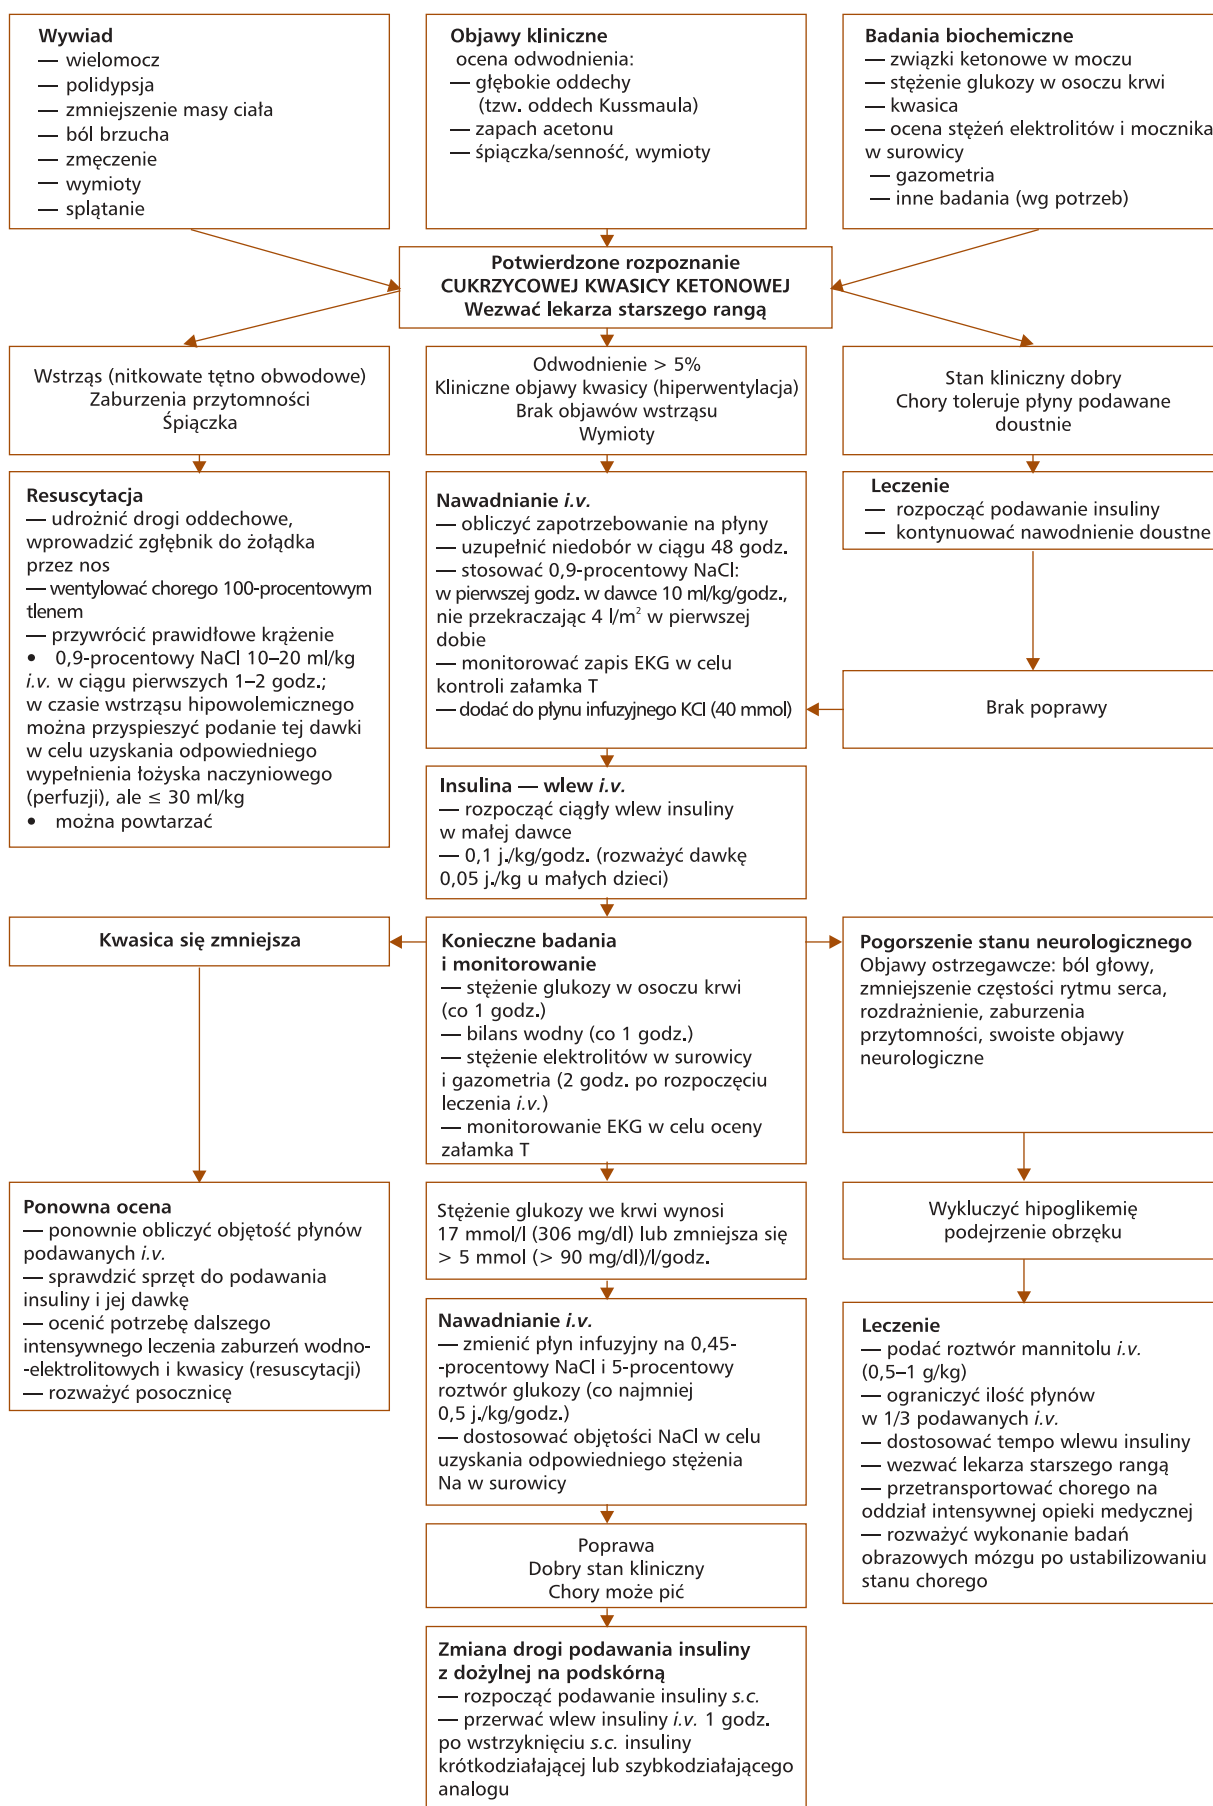 Wywiad
— wielomocz
— polidypsja
— zmniejszenie masy ciała
— ból brzucha
— zmęczenie
— wymioty
— splątanie
Objawy kliniczne
ocena odwodnienia:
— głębokie oddechy
(tzw. oddech Kussmaula)
— zapach acetonu
— śpiączka/senność, wymioty
Badania biochemiczne
— związki ketonowe w moczu
— stężenie glukozy w osoczu krwi
— kwasica
— ocena stężeń elektrolitów i mocznika
w surowicy
— gazometria
— inne badania (wg potrzeb)
Potwierdzone rozpoznanie
CUKRZYCOWEJ KWASICY KETONOWEJ
Wezwać lekarza starszego rangą
Wstrząs (nitkowate tętno obwodowe)
Zaburzenia przytomności
Śpiączka
Odwodnienie > 5%
Kliniczne objawy kwasicy (hiperwentylacja)
Brak objawów wstrząsu
Wymioty
Stan kliniczny dobry
Chory toleruje płyny podawane
doustnie
Resuscytacja
— udrożnić drogi oddechowe,
wprowadzić zgłębnik do żołądka
przez nos
— wentylować chorego 100-procentowym
tlenem
— przywrócić prawidłowe krążenie
• 0,9-procentowy NaCl 10–20 ml/kg
i.v. w ciągu pierwszych 1–2 godz.;
w czasie wstrząsu hipowolemicznego
można przyspieszyć podanie tej dawki
w celu uzyskania odpowiedniego
wypełnienia łożyska naczyniowego
(perfuzji), ale ≤ 30 ml/kg
• można powtarzać
Nawadnianie i.v.
— obliczyć zapotrzebowanie na płyny
— uzupełnić niedobór w ciągu 48 godz.
— stosować 0,9-procentowy NaCl:
w pierwszej godz. w dawce 10 ml/kg/godz.,
nie przekraczając 4 l/m² w pierwszej
dobie
— monitorować zapis EKG w celu
kontroli załamka T
— dodać do płynu infuzyjnego KCl (40 mmol)
Leczenie
— rozpocząć podawanie insuliny
— kontynuować nawodnienie doustne
Brak poprawy
Insulina — wlew i.v.
— rozpocząć ciągły wlew insuliny
w małej dawce
— 0,1 j./kg/godz. (rozważyć dawkę
0,05 j./kg u małych dzieci)
Kwasica się zmniejsza
Konieczne badania
i monitorowanie
— stężenie glukozy w osoczu krwi
(co 1 godz.)
— bilans wodny (co 1 godz.)
— stężenie elektrolitów w surowicy
i gazometria (2 godz. po rozpoczęciu
leczenia i.v.)
— monitorowanie EKG w celu oceny
załamka T
Pogorszenie stanu neurologicznego
Objawy ostrzegawcze: ból głowy,
zmniejszenie częstości rytmu serca,
rozdrażnienie, zaburzenia
przytomności, swoiste objawy
neurologiczne
Ponowna ocena
— ponownie obliczyć objętość płynów
podawanych i.v.
— sprawdzić sprzęt do podawania
insuliny i jej dawkę
— ocenić potrzebę dalszego
intensywnego leczenia zaburzeń wodno-
-elektrolitowych i kwasicy (resuscytacji)
— rozważyć posocznicę
Stężenie glukozy we krwi wynosi
17 mmol/l (306 mg/dl) lub zmniejsza się
> 5 mmol (> 90 mg/dl)/l/godz.
Wykluczyć hipoglikemię
podejrzenie obrzęku
Nawadnianie i.v.
— zmienić płyn infuzyjny na 0,45-
-procentowy NaCl i 5-procentowy
roztwór glukozy (co najmniej
0,5 j./kg/godz.)
— dostosować objętości NaCl w celu
uzyskania odpowiedniego stężenia
Na w surowicy
Leczenie
— podać roztwór mannitolu i.v.
(0,5–1 g/kg)
— ograniczyć ilość płynów
w 1/3 podawanych i.v.
— dostosować tempo wlewu insuliny
— wezwać lekarza starszego rangą
— przetransportować chorego na
oddział intensywnej opieki medycznej
— rozważyć wykonanie badań
obrazowych mózgu po ustabilizowaniu
stanu chorego
Poprawa
Dobry stan kliniczny
Chory może pić
Zmiana drogi podawania insuliny
z dożylnej na podskórną
— rozpocząć podawanie insuliny s.c.
— przerwać wlew insuliny i.v. 1 godz.
po wstrzyknięciu s.c. insuliny
krótkodziałającej lub szybkodziałającego
analogu